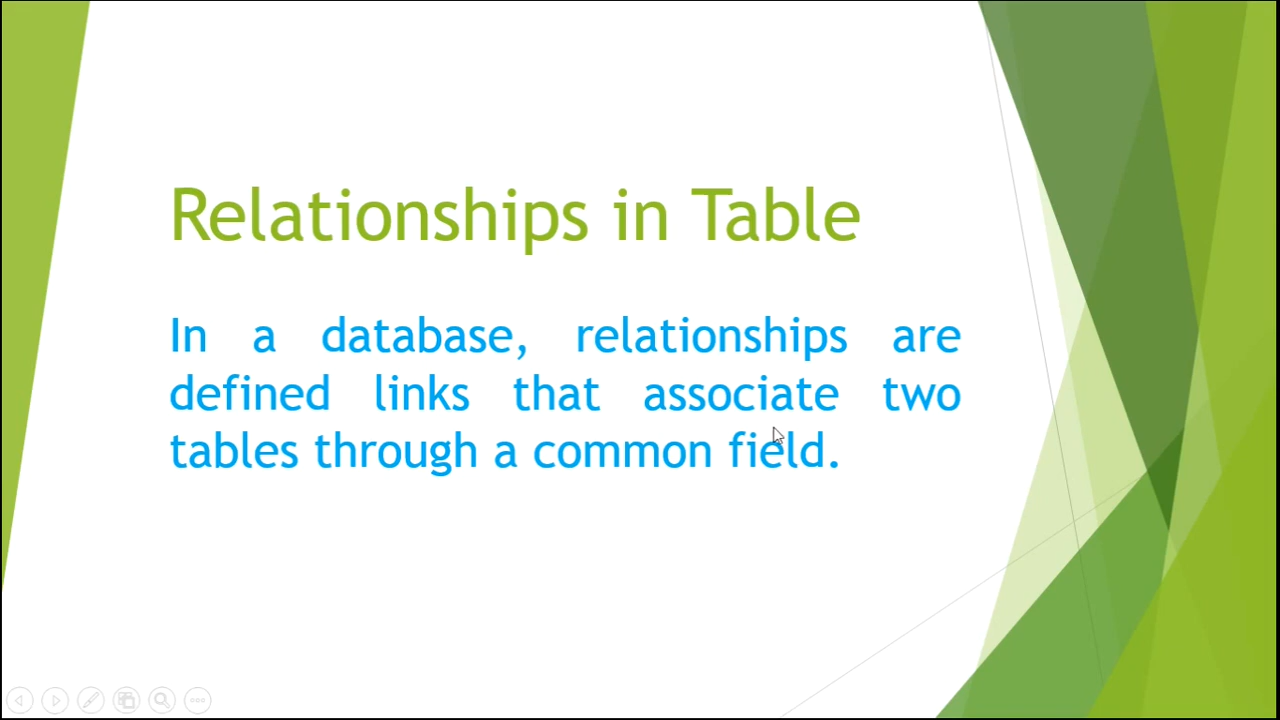 Relationships in Table
In a database, relationships are
defined links that associate two
tables through a common field.